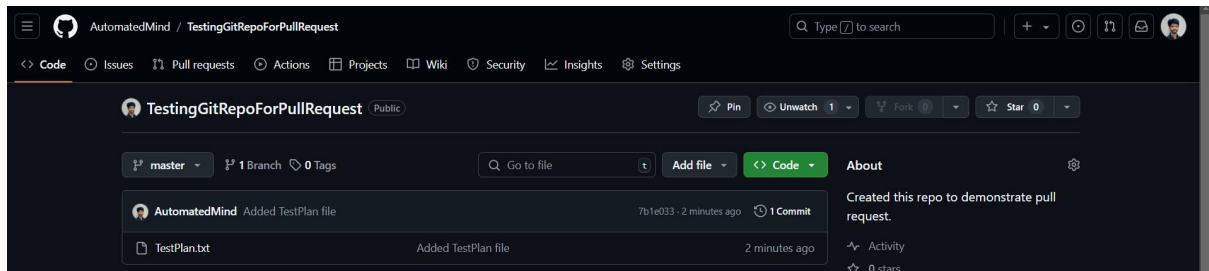 AutomatedMind / TestingGitRepoForPullRequest
Type / to search
Code Issues Pull requests Actions Projects Wiki Security Insights Settings
TestingGitRepoForPullRequest Public
Pin Unwatch 1 Fork 0 Star 0
master 1 Branch 0 Tags
Go to file t Add file Code
About
AutomatedMind Added TestPlan file 7b1e033 · 2 minutes ago 1 Commit
Created this repo to demonstrate pull
request.
TestPlan.txt Added TestPlan file 2 minutes ago
Activity
0 stars